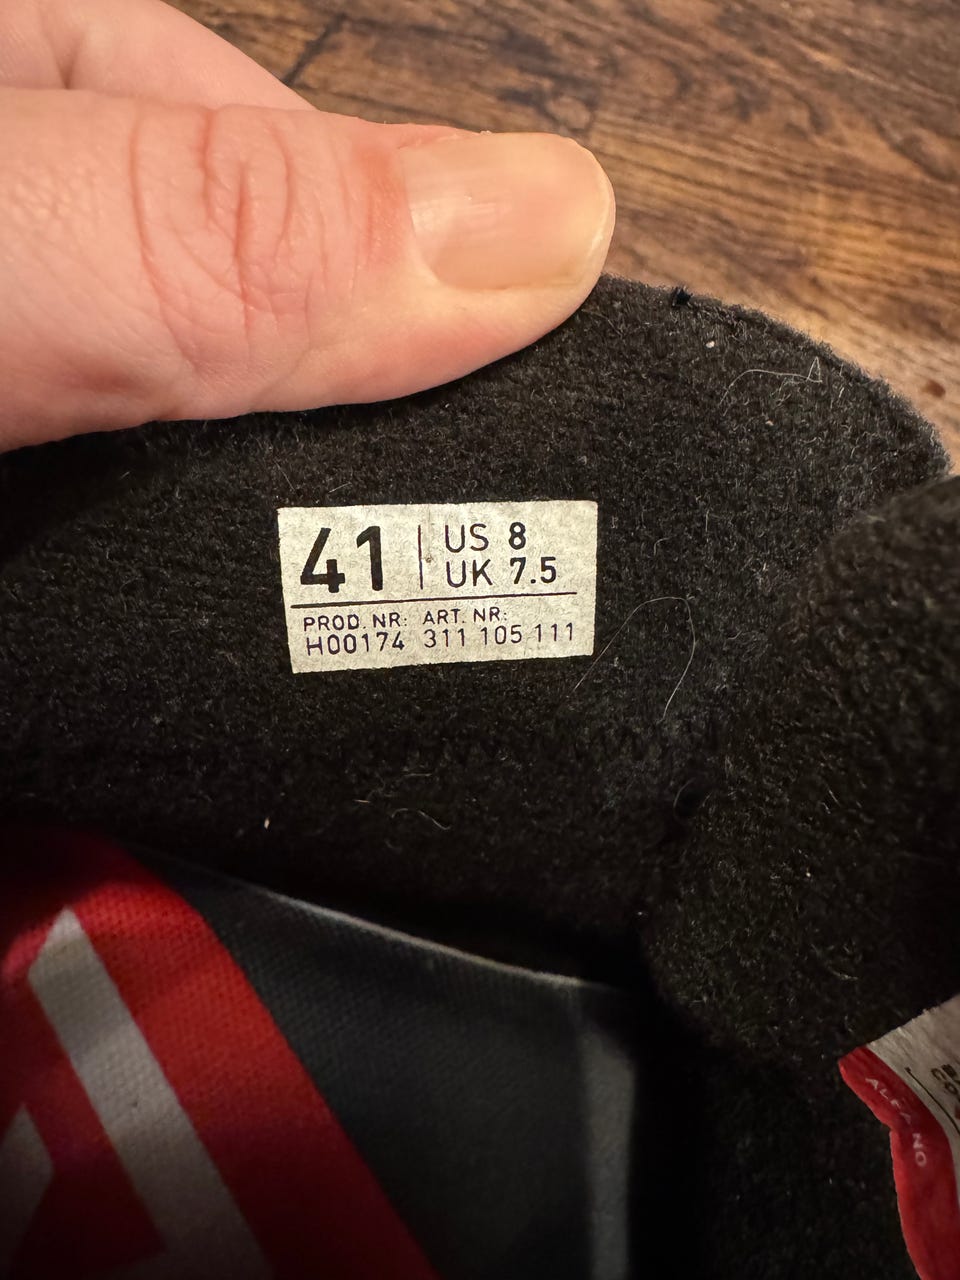 41 | US 8
UK 7.5
PROD. NR: ART. NR:
H00174 311 105 111